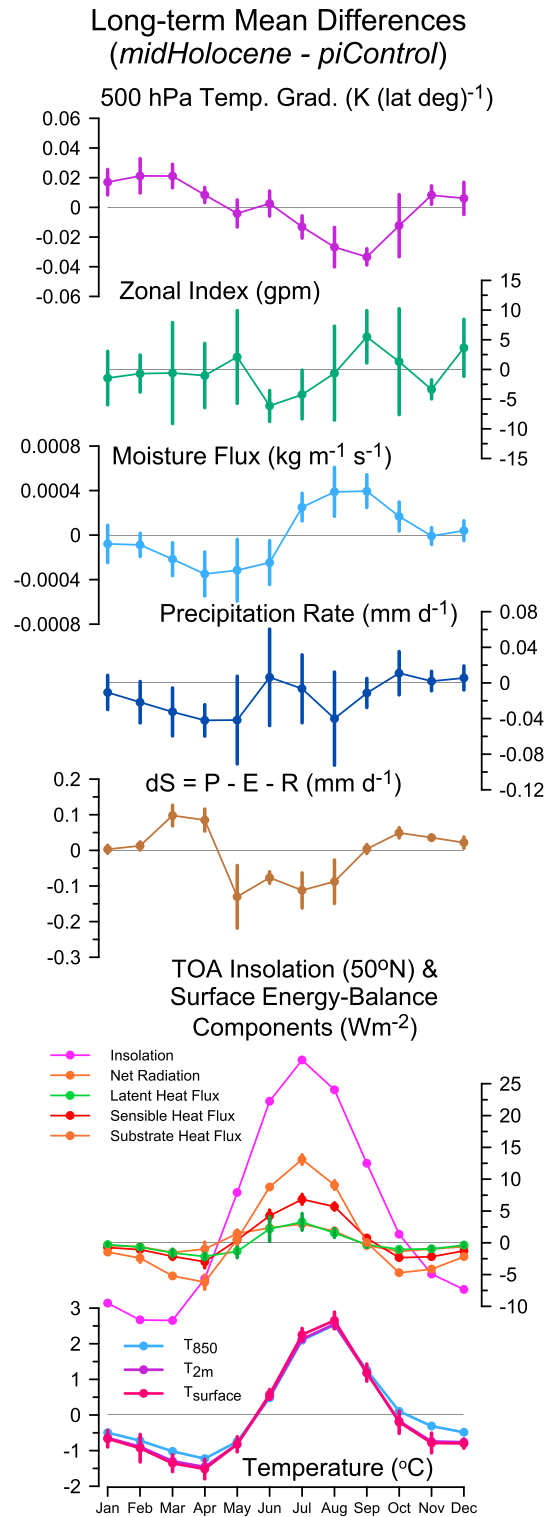 Long-term Mean Differences
(midHolocene - piControl)
500 hPa Temp. Grad. (K (lat deg)-1)
0.06
0.04
0.02
0
-0.02
-0.04
-0.06
Zonal Index (gpm)
15
10
5
0
-5
-10
-15
Moisture Flux (kg m-1 s-1)
0.0008
0.0004
0
-0.0004
-0.0008
Precipitation Rate (mm d-1)
0.08
0.04
0
-0.04
-0.08
-0.12
dS = P - E - R (mm d-1)
0.2
0.1
0
-0.1
-0.2
-0.3
TOA Insolation (50ºN) &
Surface Energy-Balance
Components (Wm-2)
Insolation
Net Radiation
Latent Heat Flux
Sensible Heat Flux
Substrate Heat Flux
25
20
15
10
5
0
-5
-10
3
2
1
0
-1
-2
T850
T2m
Tsurface
Temperature (ºC)
Jan Feb Mar Apr May Jun Jul Aug Sep Oct Nov Dec